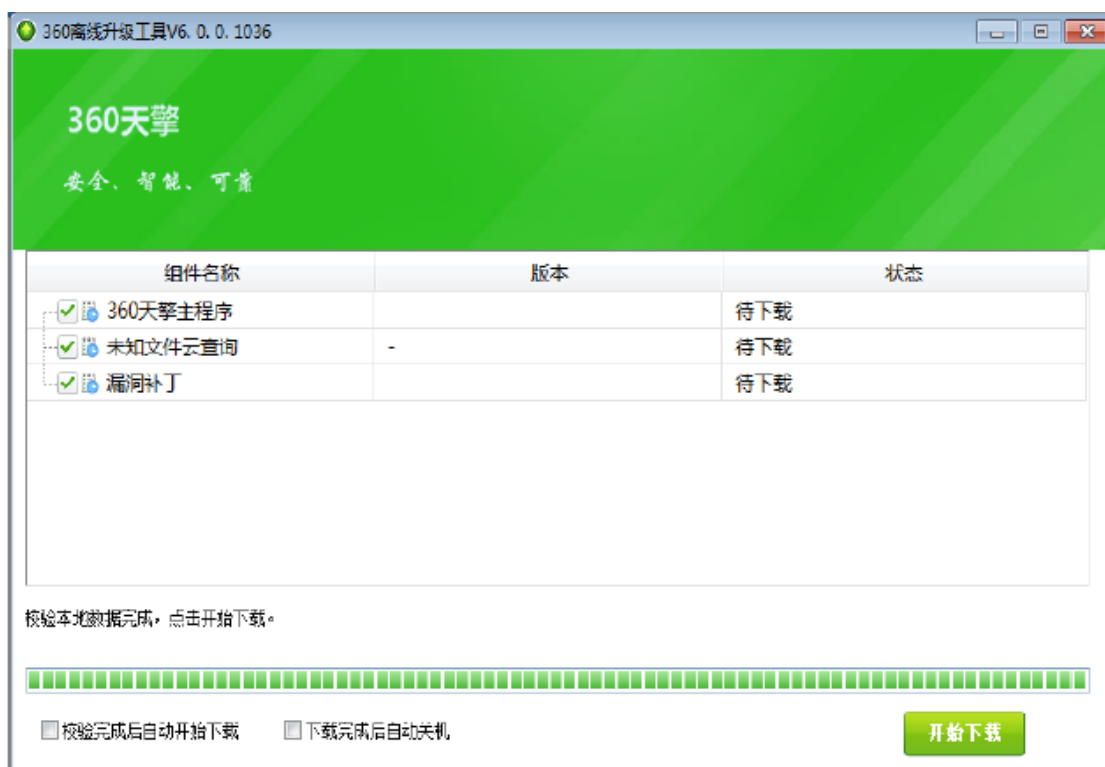 360离线升级工具V6.0.0.1036
360天擎
安全、智能、可靠
组件名称 版本 状态
360天擎主程序 待下载
未知文件云查询 - 待下载
漏洞补丁 待下载
校验本地数据完成，点击开始下载。
校验完成后自动开始下载 下载完成后自动关机 开始下载